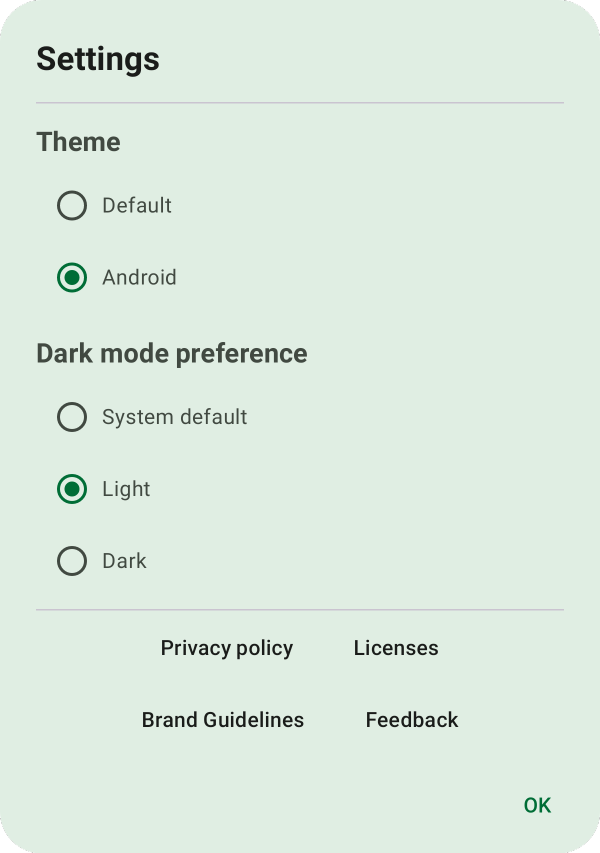 Settings
Theme
Default
Android
Dark mode preference
System default
Light
Dark
Privacy policy Licenses
Brand Guidelines Feedback
OK